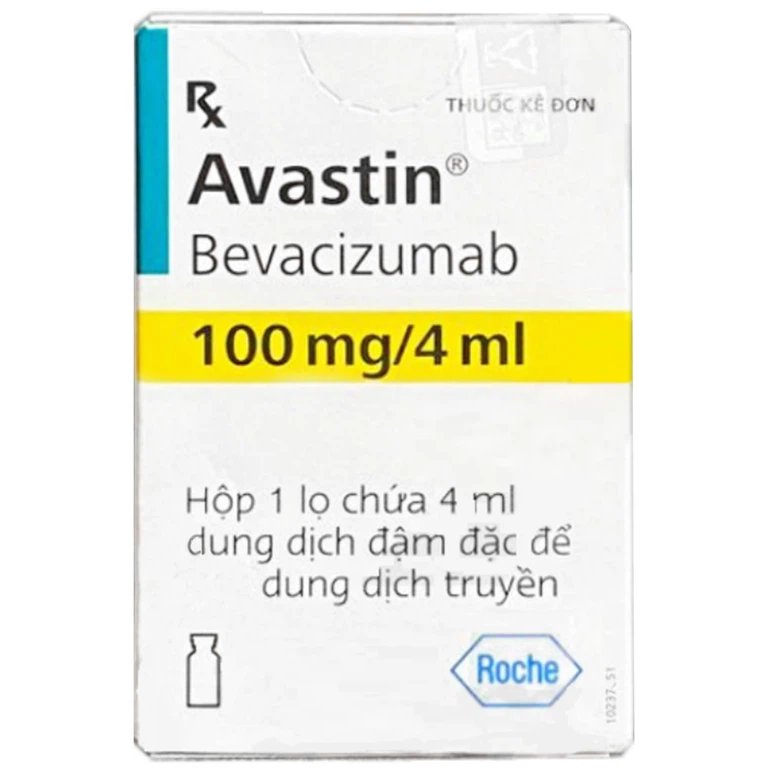 Rx
THUỐC KÊ ĐƠN
Avastin®
Bevacizumab
100 mg/4 ml
Hộp 1 lọ chứa 4 ml
dung dịch đậm đặc để
dung dịch truyền
Roche